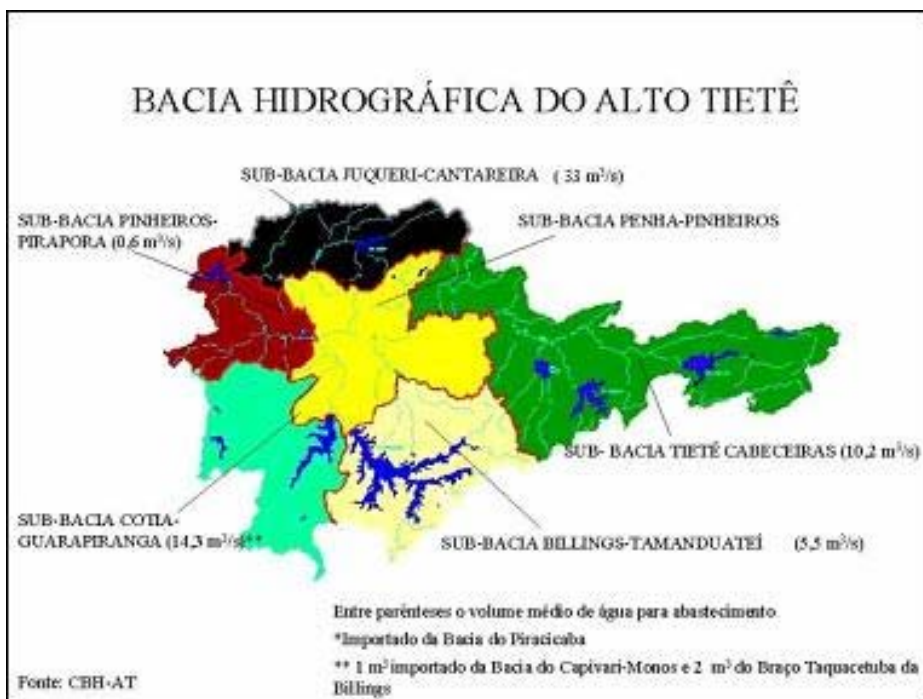 BACIA HIDROGRÁFICA DO ALTO TIETÊ
SUB-BACIA JUQUERI-CANTAREIRA ( 33 m³/s)
SUB-BACIA PINHEIROS-
PIRAPORA (0,6 m³/s)
SUB-BACIA PENHA-PINHEIROS
SUB- BACIA TIETÊ CABECEIRAS (10,2 m³/s)
SUB-BACIA COTIA-
GUARAPIRANGA (14,3 m³/s)**
SUB-BACIA BILLINGS-TAMANDUATEÍ (5,5 m³/s)
Entre parênteses o volume médio de água para abastecimento
*Importado da Bacia do Piracicaba
** 1 m³ importado da Bacia do Capivari-Monos e 2 m³ do Braço Taquacetuba da
Billings
Fonte: CBH-AT